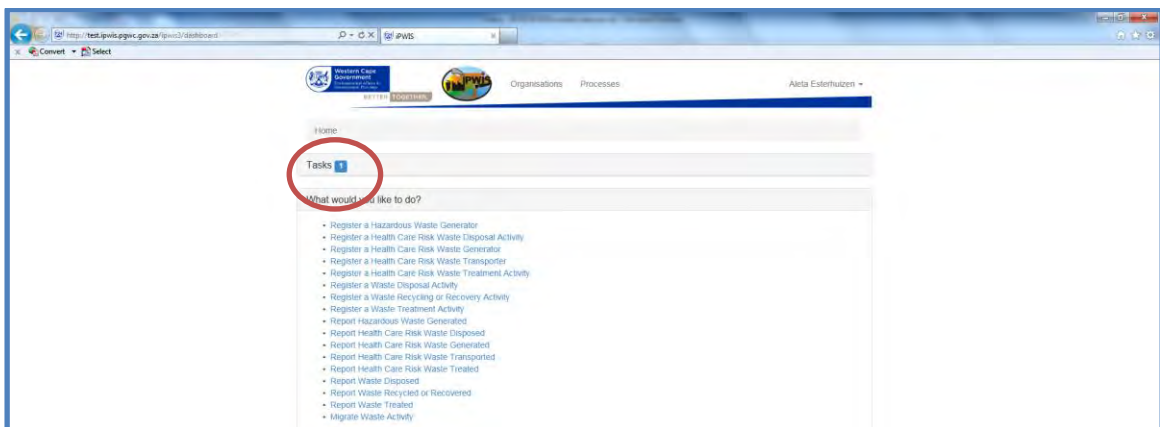 http://test.ipwis.pgwc.gov.za/ipwis3/dashboard
IPWIS
x Convert Select
Western Cape
Government
BETTER TOGETHER.
IPWIS
Organisations Processes Aleta Esterhuizen
Home
Tasks 1
What would you like to do?
• Register a Hazardous Waste Generator
• Register a Health Care Risk Waste Disposal Activity
• Register a Health Care Risk Waste Generator
• Register a Health Care Risk Waste Transporter
• Register a Health Care Risk Waste Treatment Activity
• Register a Waste Disposal Activity
• Register a Waste Recycling or Recovery Activity
• Register a Waste Treatment Activity
• Report Hazardous Waste Generated
• Report Health Care Risk Waste Disposed
• Report Health Care Risk Waste Generated
• Report Health Care Risk Waste Transported
• Report Health Care Risk Waste Treated
• Report Waste Disposed
• Report Waste Recycled or Recovered
• Report Waste Treated
• Migrate Waste Activity